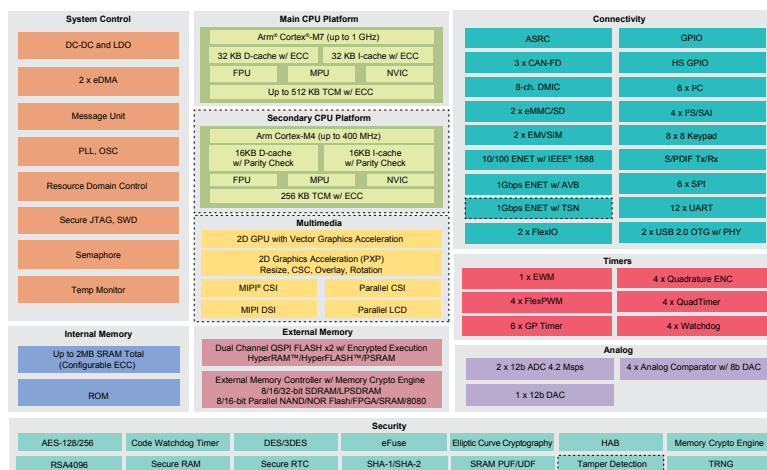 System Control
DC-DC and LDO
2 x eDMA
Message Unit
PLL, OSC
Resource Domain Control
Secure JTAG, SWD
Semaphore
Temp Monitor
Internal Memory
Up to 2MB SRAM Total
(Configurable ECC)
ROM
Main CPU Platform
Arm® Cortex®-M7 (up to 1 GHz)
32 KB D-cache w/ ECC
32 KB I-cache w/ ECC
FPU
MPU
NVIC
Up to 512 KB TCM w/ ECC
Secondary CPU Platform
Arm Cortex-M4 (up to 400 MHz)
16KB D-cache
w/ Parity Check
16KB I-cache
w/ Parity Check
FPU
MPU
NVIC
256 KB TCM w/ ECC
Multimedia
2D GPU with Vector Graphics Acceleration
2D Graphics Acceleration (PXP)
Resize, CSC, Overlay, Rotation
MIPI® CSI
Parallel CSI
MIPI DSI
Parallel LCD
External Memory
Dual Channel QSPI FLASH x2 w/ Encrypted Execution
HyperRAM™/HyperFLASH™/PSRAM
External Memory Controller w/ Memory Crypto Engine
8/16/32-bit SDRAM/LPSDRAM
8/16-bit Parallel NAND/NOR Flash/FPGA/SRAM/8080
Connectivity
ASRC
GPIO
3 x CAN-FD
HS GPIO
8-ch. DMIC
6 x I²C
2 x eMMC/SD
4 x I²S/SAI
2 x EMVSIM
8 x 8 Keypad
10/100 ENET w/ IEEE® 1588
S/PDIF Tx/Rx
1Gbps ENET w/ AVB
6 x SPI
1Gbps ENET w/ TSN
12 x UART
2 x FlexIO
2 x USB 2.0 OTG w/ PHY
Timers
1 x EWM
4 x Quadrature ENC
4 x FlexPWM
4 x QuadTimer
6 x GP Timer
4 x Watchdog
Analog
2 x 12b ADC 4.2 Msps
4 x Analog Comparator w/ 8b DAC
1 x 12b DAC
Security
AES-128/256
Code Watchdog Timer
DES/3DES
eFuse
Elliptic Curve Cryptography
HAB
Memory Crypto Engine
RSA4096
Secure RAM
Secure RTC
SHA-1/SHA-2
SRAM PUF/UDF
Tamper Detection
TRNG